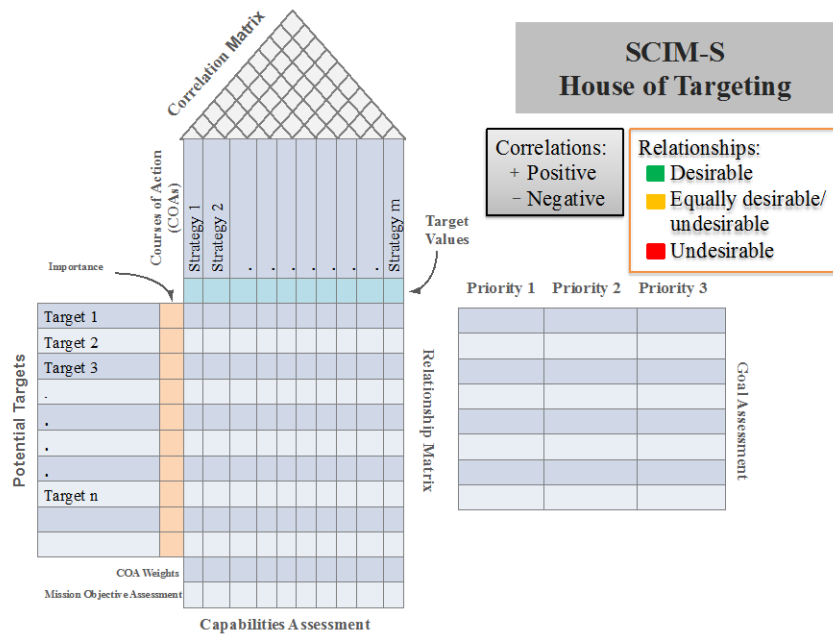 SCIM-S
House of Targeting
Correlation Matrix
Correlations:
+ Positive
− Negative
Relationships:
Desirable
Equally desirable/
undesirable
Undesirable
Courses of Action
(COAs)
Strategy 1
Strategy 2
. . . . . .
Strategy m
Target
Values
Importance
Priority 1 Priority 2 Priority 3
Potential Targets
Target 1
Target 2
Target 3
.
.
.
.
Target n
Relationship Matrix
Goal Assessment
COA Weights
Mission Objective Assessment
Capabilities Assessment